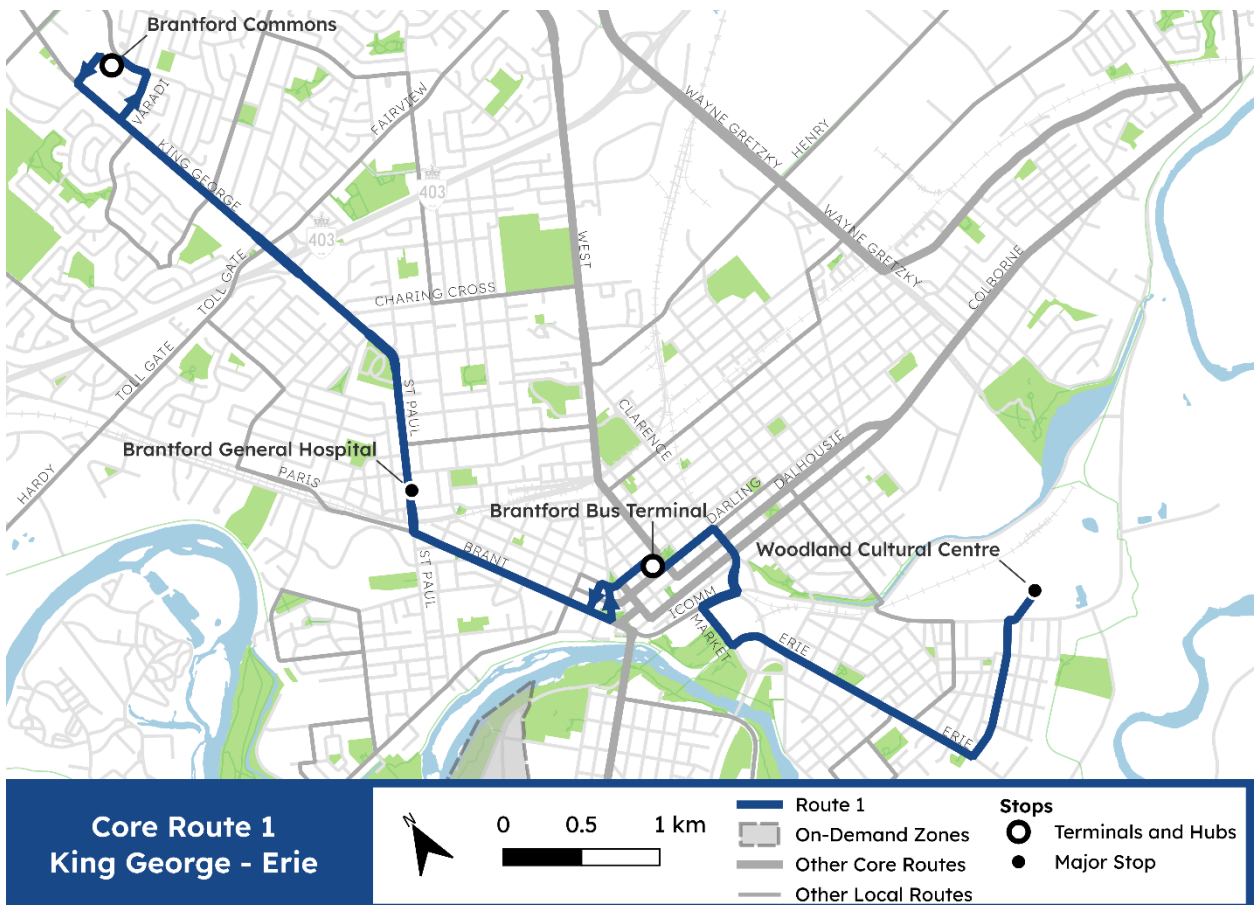 Brantford Commons
VARADI
FAIRVIEW
KING GEORGE
403
403
WAYNE GRETZKY
HENRY
WEST
WAYNE GRETZKY
TOLL GATE
CHARING CROSS
COLBORNE
TOLL GATE
ST PAUL
CLARENCE
Brantford General Hospital
PARIS
HARDY
DALHOUSIE
DARLING
Brantford Bus Terminal
BRANT
ST PAUL
Woodland Cultural Centre
ICOMM
MARKET
ERIE
ERIE
Core Route 1
King George - Erie
N
0 0.5 1 km
Route 1
On-Demand Zones
Other Core Routes
Other Local Routes
Stops
Terminals and Hubs
Major Stop